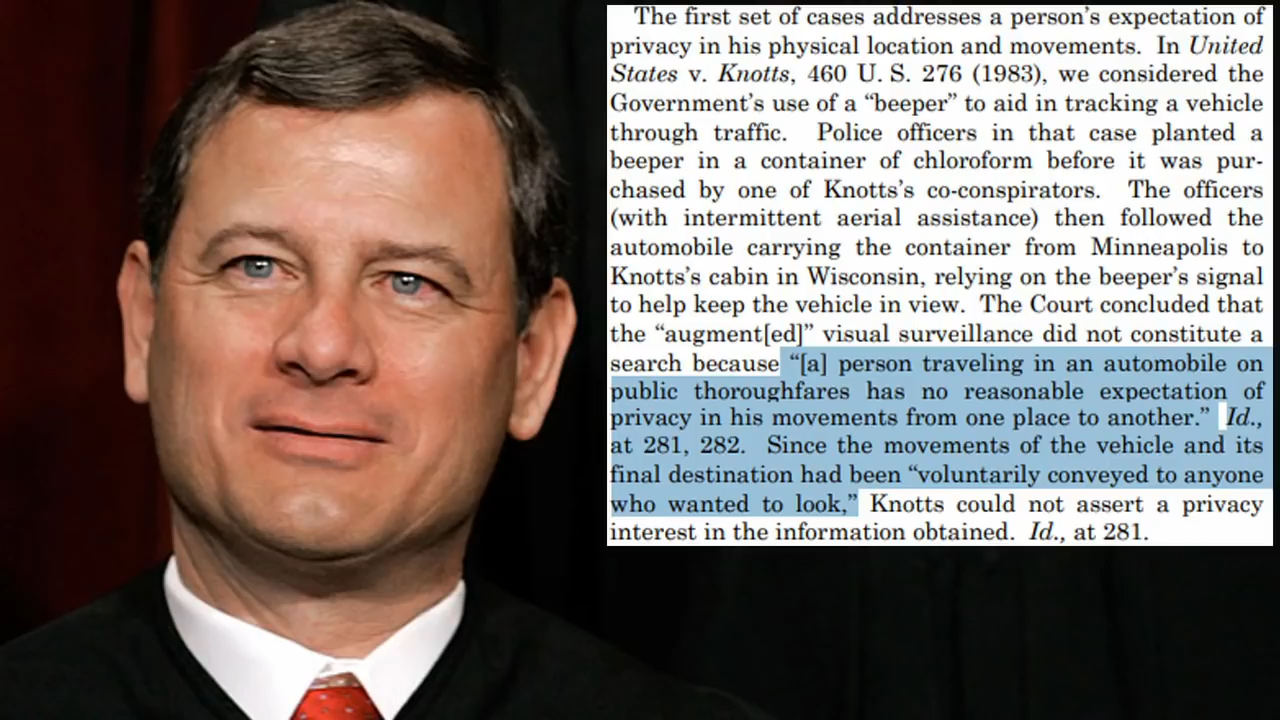 The first set of cases addresses a person’s expectation of
privacy in his physical location and movements. In United
States v. Knotts, 460 U. S. 276 (1983), we considered the
Government’s use of a “beeper” to aid in tracking a vehicle
through traffic. Police officers in that case planted a
beeper in a container of chloroform before it was pur-
chased by one of Knotts’s co-conspirators. The officers
(with intermittent aerial assistance) then followed the
automobile carrying the container from Minneapolis to
Knotts’s cabin in Wisconsin, relying on the beeper’s signal
to help keep the vehicle in view. The Court concluded that
the “augment[ed]” visual surveillance did not constitute a
search because “[a] person traveling in an automobile on
public thoroughfares has no reasonable expectation of
privacy in his movements from one place to another.” Id.,
at 281, 282. Since the movements of the vehicle and its
final destination had been “voluntarily conveyed to anyone
who wanted to look,” Knotts could not assert a privacy
interest in the information obtained. Id., at 281.